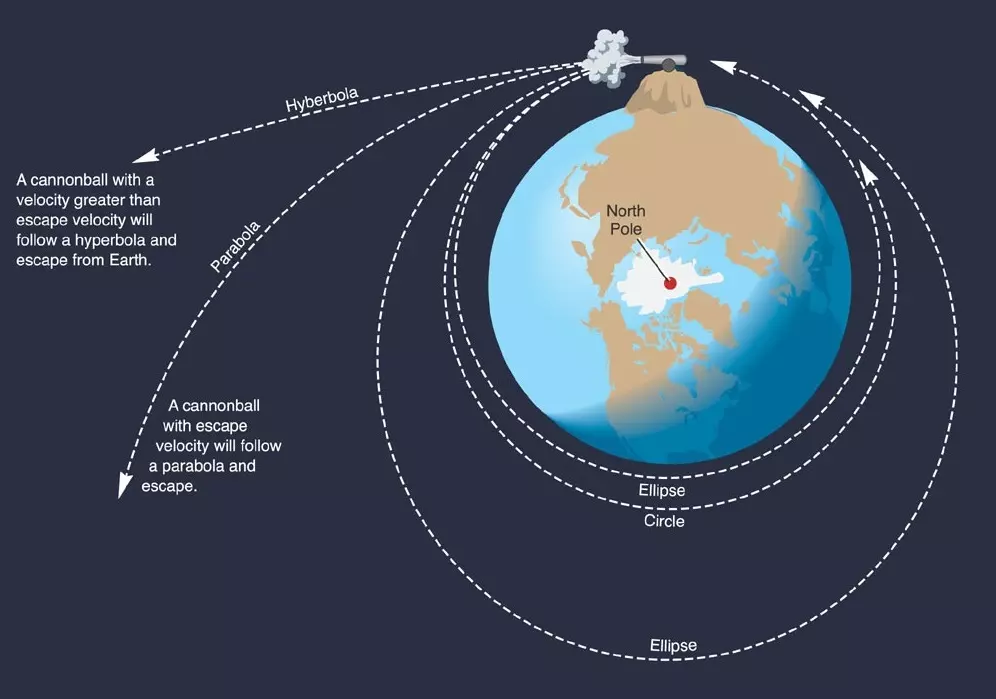 Hyberbola
A cannonball with a
velocity greater than
escape velocity will
follow a hyperbola and
escape from Earth.
Parabola
North
Pole
A cannonball
with escape
velocity will follow
a parabola and
escape.
Ellipse
Circle
Ellipse